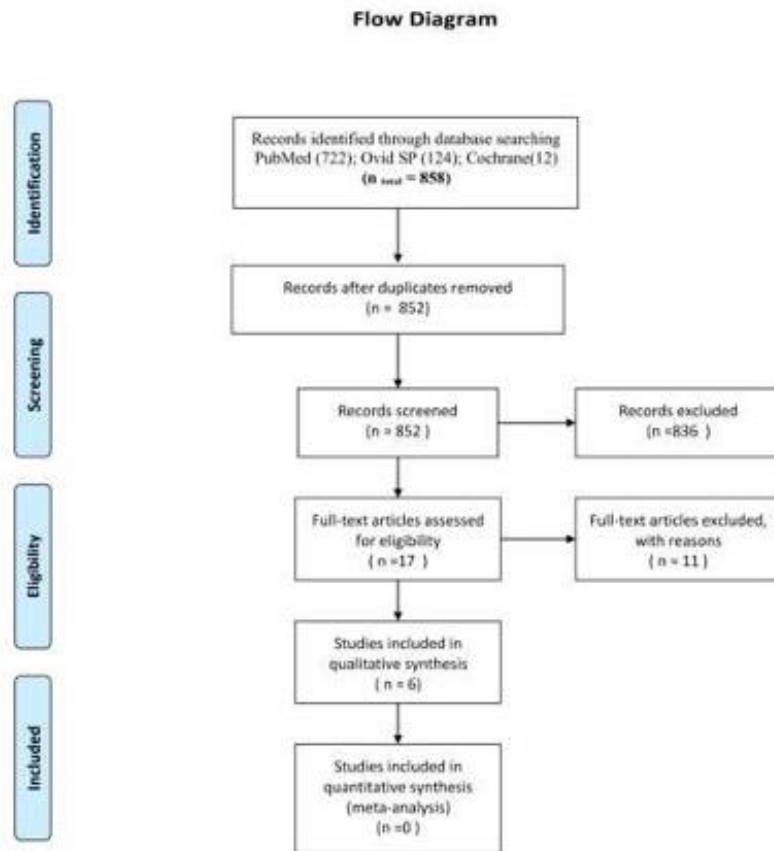 Flow Diagram
Identification
Records identified through database searching
PubMed (722); Ovid SP (124); Cochrane(12)
(n total = 858)
Records after duplicates removed
(n = 852)
Screening
Records screened
(n = 852 )
Records excluded
(n =836 )
Eligibility
Full-text articles assessed
for eligibility
( n =17 )
Full-text articles excluded,
with reasons
( n = 11 )
Studies included in
qualitative synthesis
( n = 6)
Included
Studies included in
quantitative synthesis
(meta-analysis)
(n =0 )